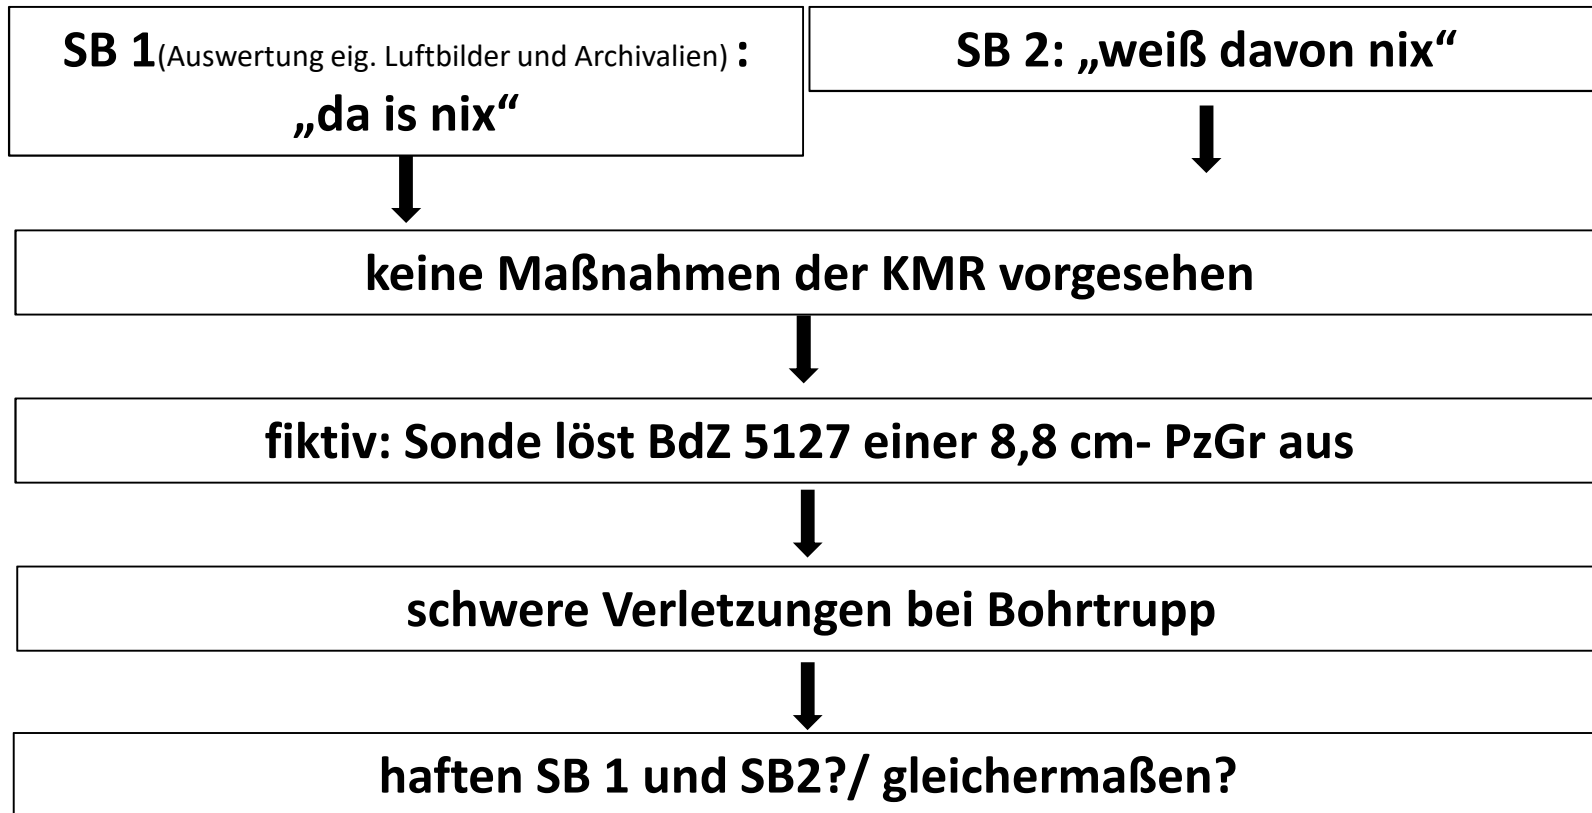 SB 1(Auswertung eig. Luftbilder und Archivalien) :
„da is nix“
SB 2: „weiß davon nix“
keine Maßnahmen der KMR vorgesehen
fiktiv: Sonde löst BdZ 5127 einer 8,8 cm- PzGr aus
schwere Verletzungen bei Bohrtrupp
haften SB 1 und SB2?/ gleichermaßen?